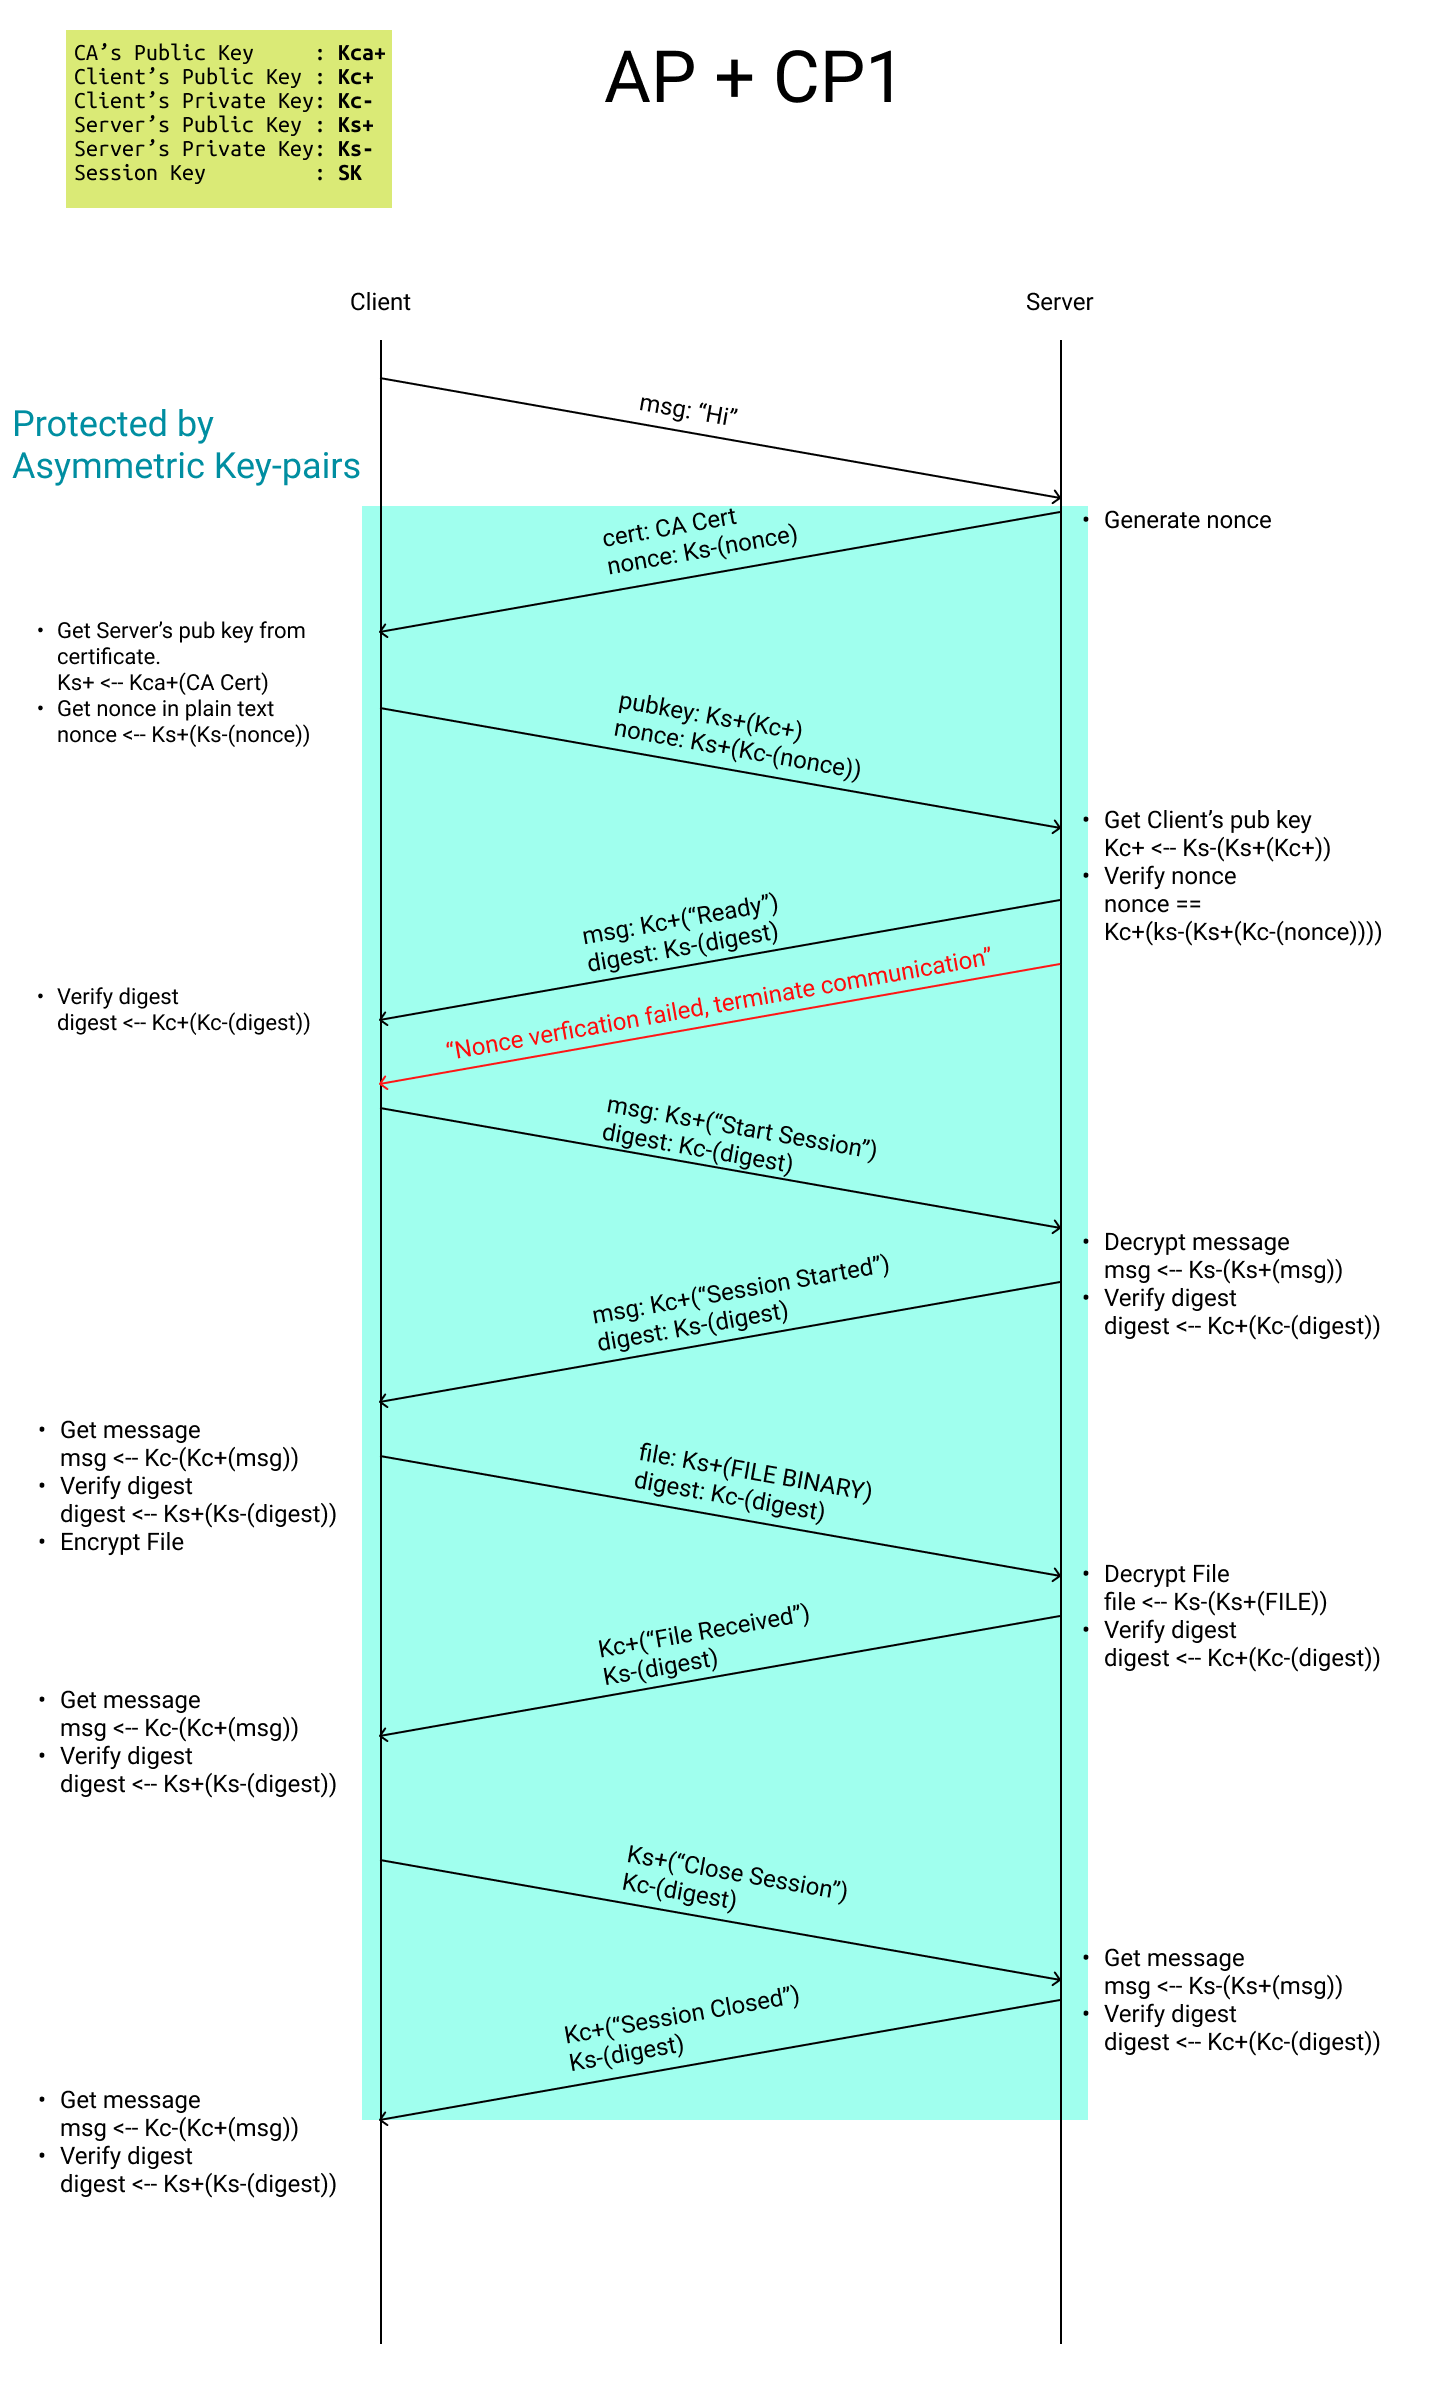 CA’s Public Key : Kca+
Client’s Public Key : Kc+
Client’s Private Key: Kc-
Server’s Public Key : Ks+
Server’s Private Key: Ks-
Session Key : SK
AP + CP1
Client
Server
Protected by
Asymmetric Key-pairs
msg: “Hi”
• Generate nonce
cert: CA Cert
nonce: Ks-(nonce)
• Get Server’s pub key from
certificate.
Ks+ <-- Kca+(CA Cert)
• Get nonce in plain text
nonce <-- Ks+(Ks-(nonce))
pubkey: Ks+(Kc+)
nonce: Ks+(Kc-(nonce))
• Get Client’s pub key
Kc+ <-- Ks-(Ks+(Kc+))
• Verify nonce
nonce ==
Kc+(ks-(Ks+(Kc-(nonce))))
msg: Kc+(“Ready”)
digest: Ks-(digest)
• Verify digest
digest <-- Kc+(Kc-(digest))
“Nonce verfication failed, terminate communication”
msg: Ks+(“Start Session”)
digest: Kc-(digest)
• Decrypt message
msg <-- Ks-(Ks+(msg))
• Verify digest
digest <-- Kc+(Kc-(digest))
msg: Kc+(“Session Started”)
digest: Ks-(digest)
• Get message
msg <-- Kc-(Kc+(msg))
• Verify digest
digest <-- Ks+(Ks-(digest))
• Encrypt File
file: Ks+(FILE BINARY)
digest: Kc-(digest)
• Decrypt File
file <-- Ks-(Ks+(FILE))
• Verify digest
digest <-- Kc+(Kc-(digest))
Kc+(“File Received”)
Ks-(digest)
• Get message
msg <-- Kc-(Kc+(msg))
• Verify digest
digest <-- Ks+(Ks-(digest))
Ks+(“Close Session”)
Kc-(digest)
• Get message
msg <-- Ks-(Ks+(msg))
• Verify digest
digest <-- Kc+(Kc-(digest))
Kc+(“Session Closed”)
Ks-(digest)
• Get message
msg <-- Kc-(Kc+(msg))
• Verify digest
digest <-- Ks+(Ks-(digest))